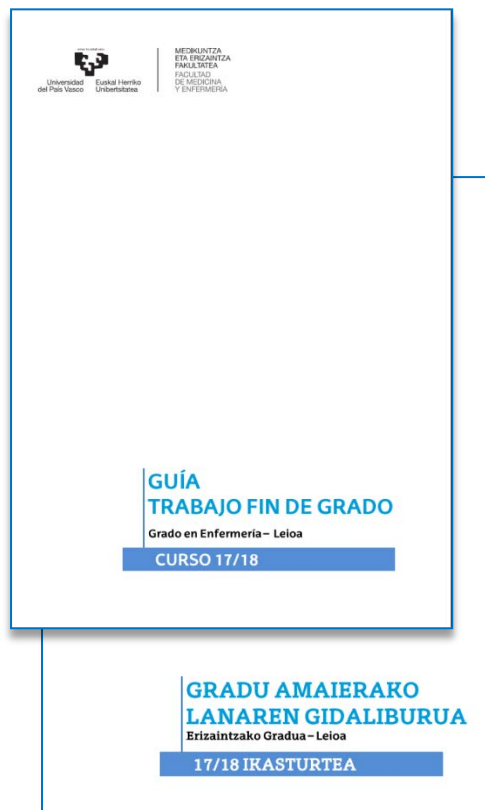 Universidad
del País Vasco
Euskal Herriko
Unibertsitatea
MEDIKUNTZA
ETA ERIZAINTZA
FAKULTATEA
FACULTAD
DE MEDICINA
Y ENFERMERÍA
GUÍA
TRABAJO FIN DE GRADO
Grado en Enfermería – Leioa
CURSO 17/18
GRADU AMAIERAKO
LANAREN GIDALIBURUA
Erizaintzako Gradua – Leioa
17/18 IKASTURTEA